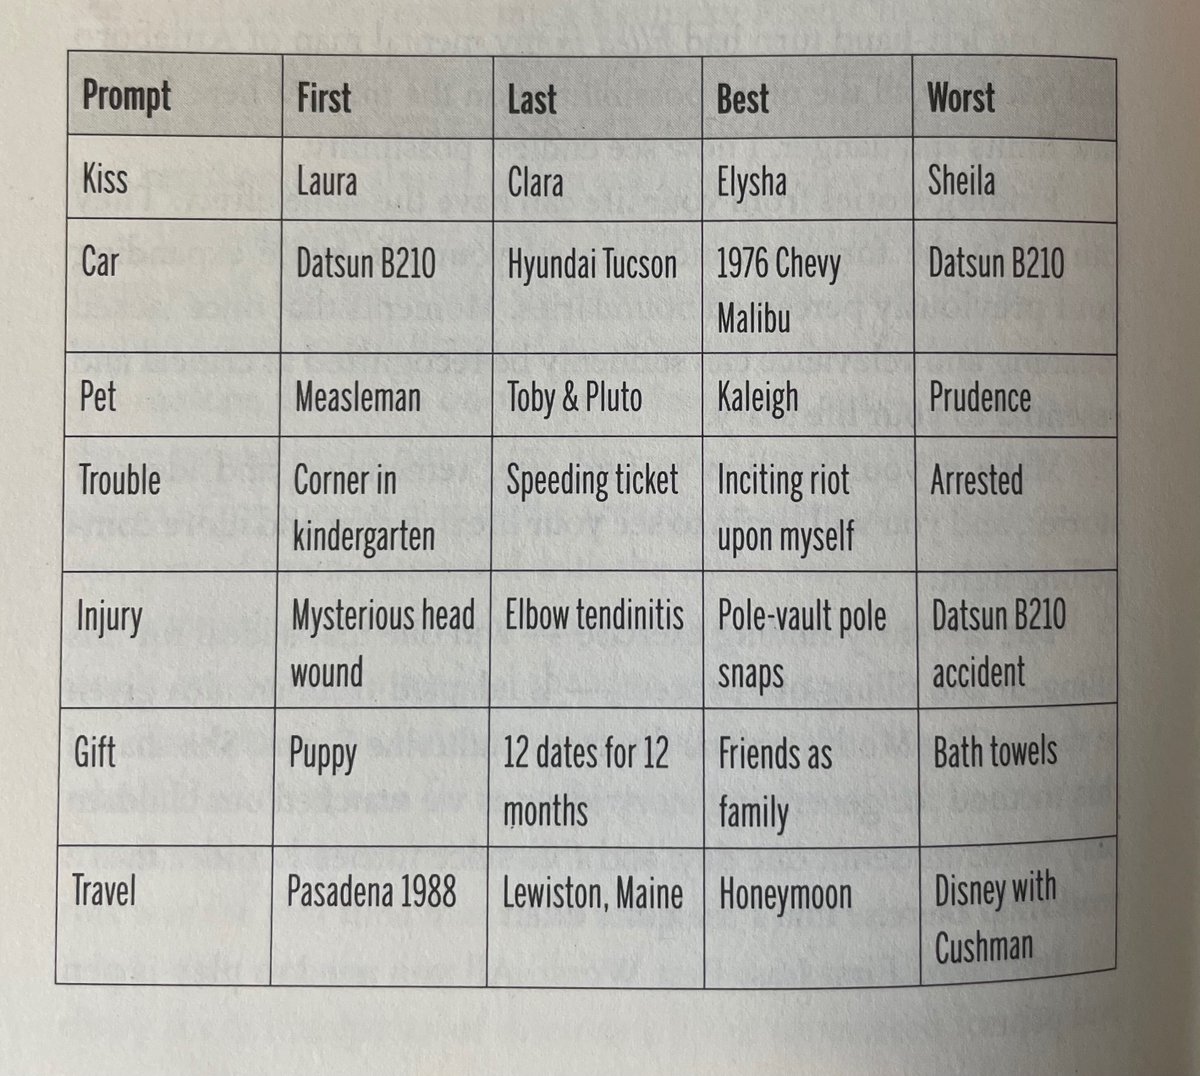 Prompt First Last Best Worst
Kiss Laura Clara Elysha Sheila
Car Datsun B210 Hyundai Tucson 1976 Chevy Datsun B210
Malibu
Pet Measleman Toby & Pluto Kaleigh Prudence
Trouble Corner in Speeding ticket Inciting riot Arrested
kindergarten upon myself
Injury Mysterious head Elbow tendinitis Pole-vault pole Datsun B210
wound snaps accident
Gift Puppy 12 dates for 12 Friends as Bath towels
months family
Travel Pasadena 1988 Lewiston, Maine Honeymoon Disney with
Cushman